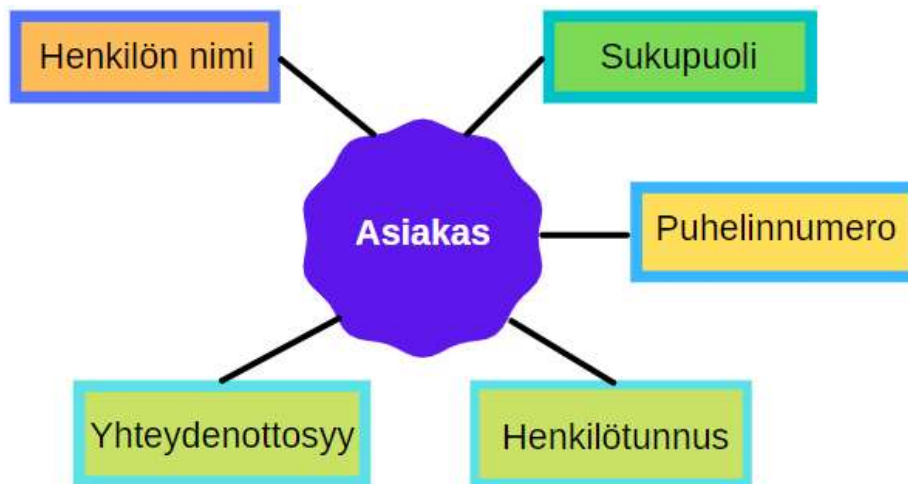 Henkilön nimi
Sukupuoli
Asiakas
Puhelinnumero
Yhteydenottosyy
Henkilötunnus